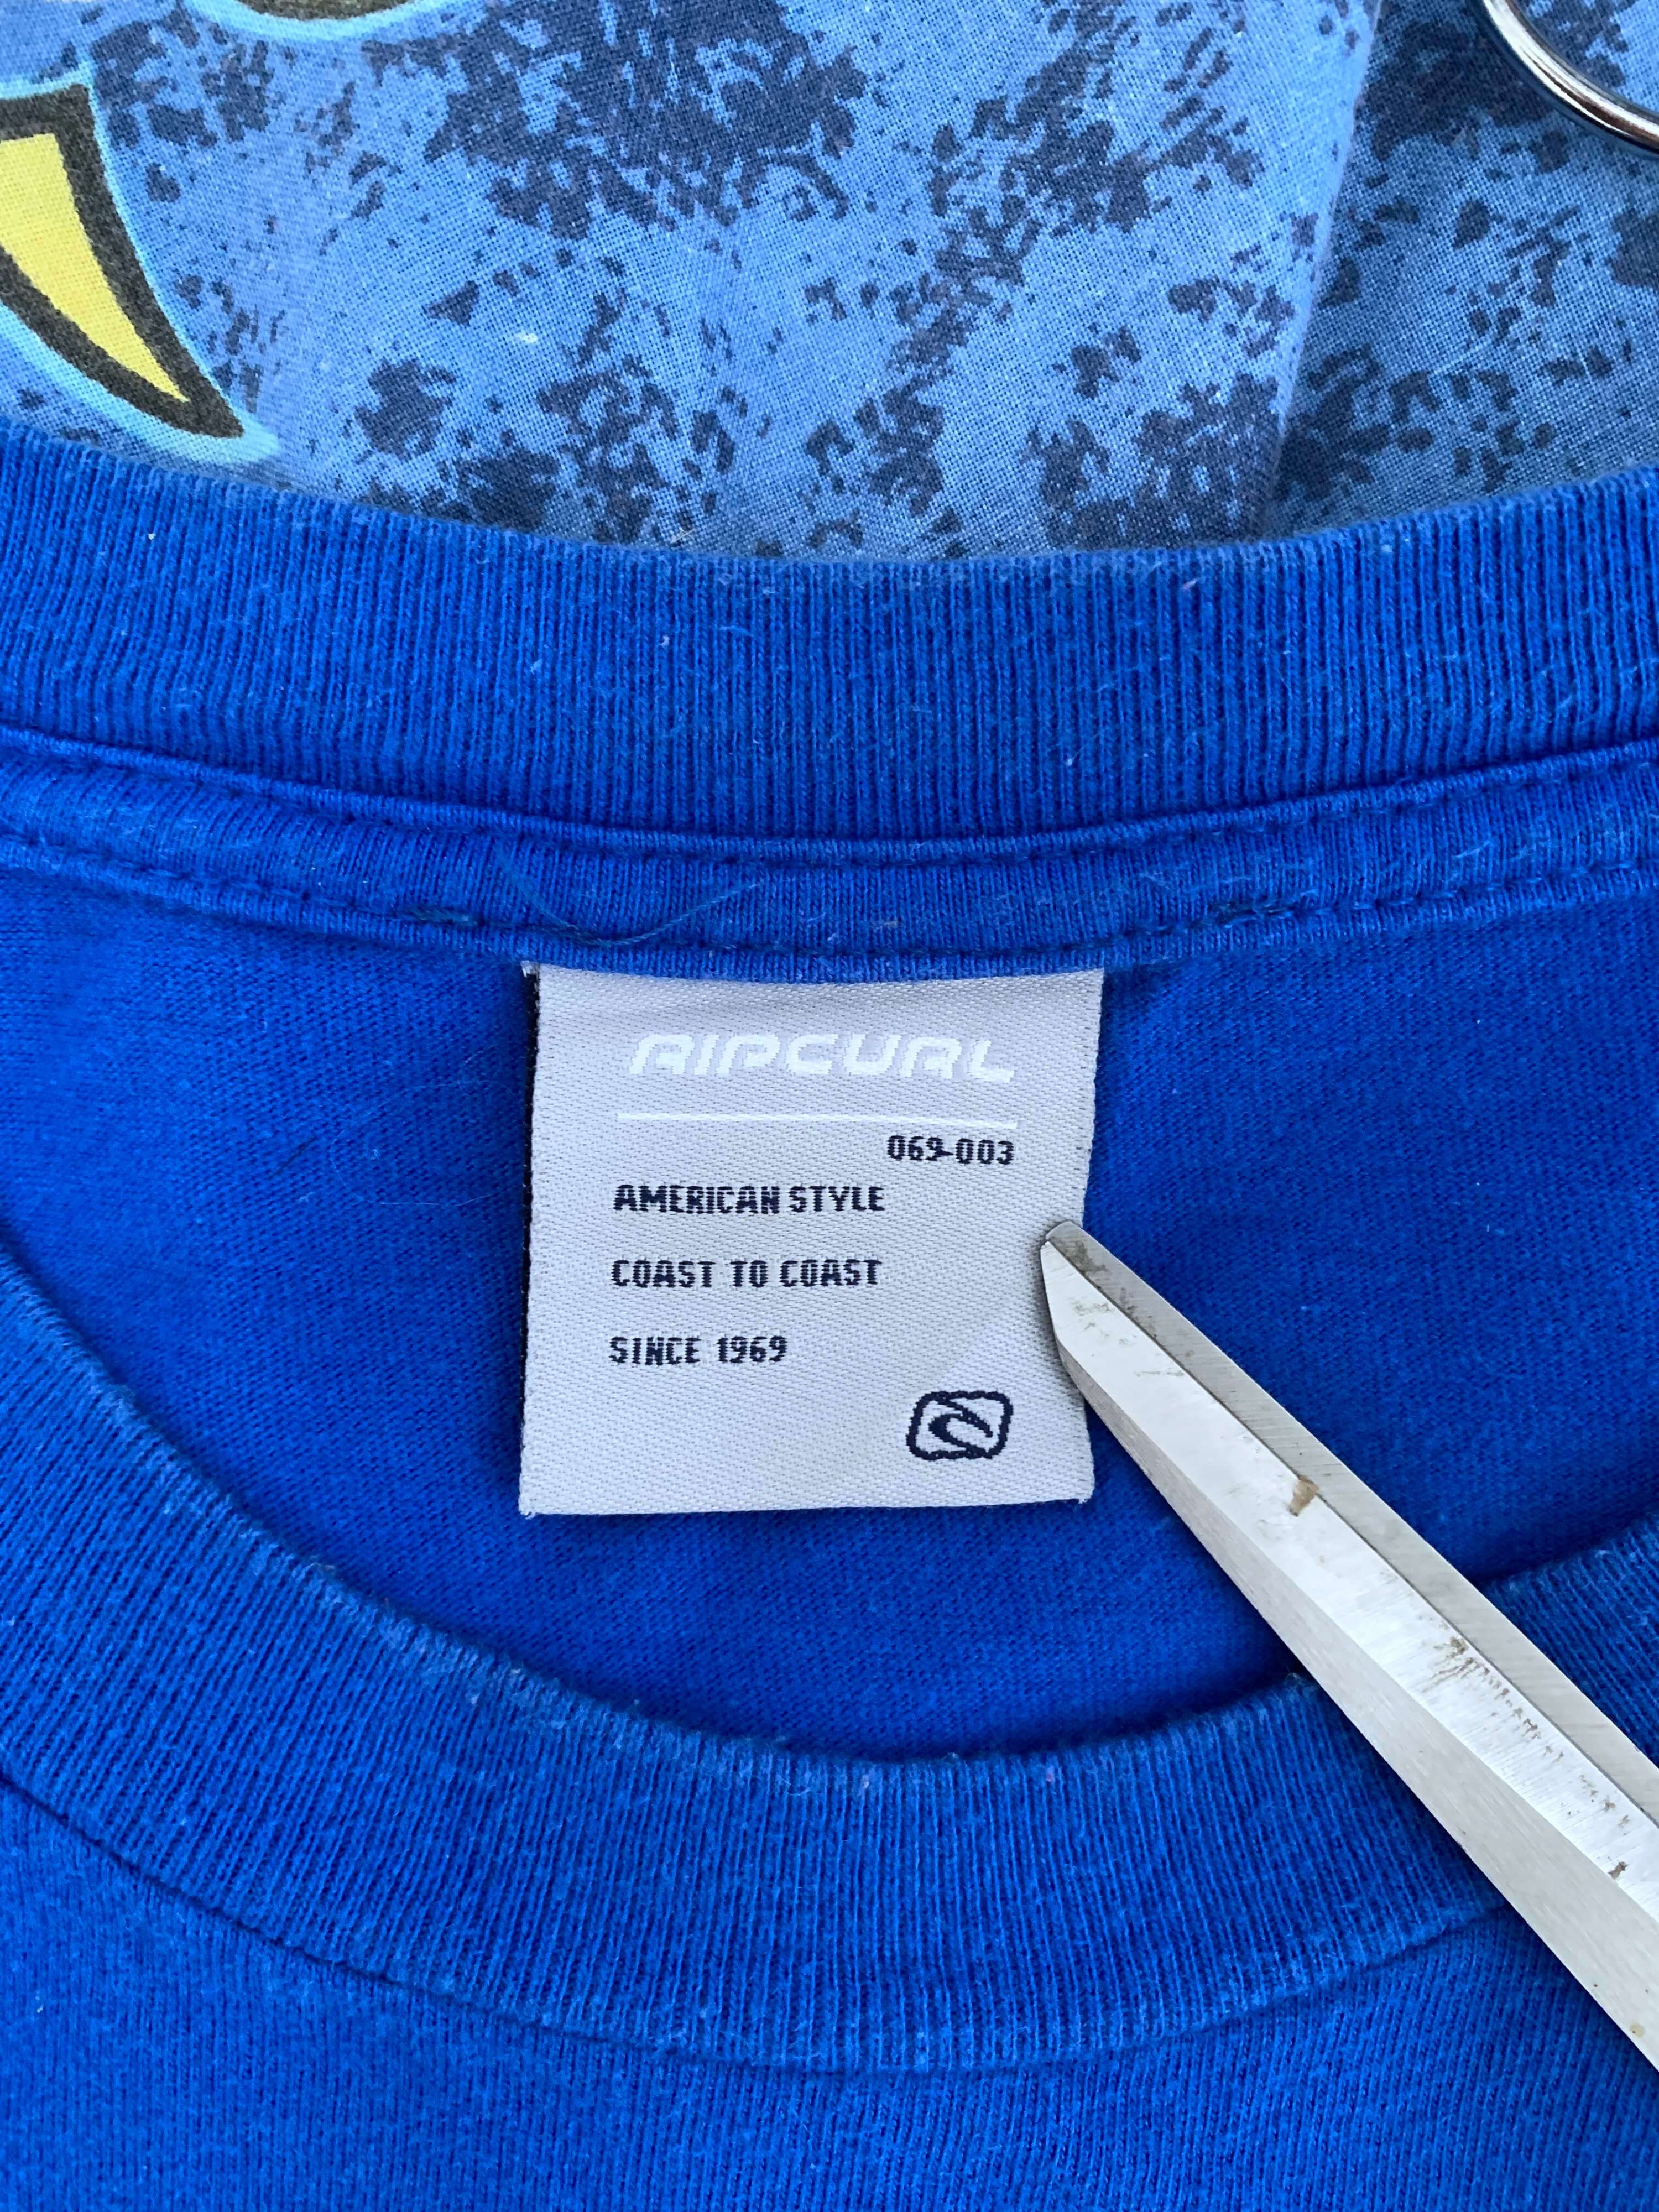 RIPCURL
069-003
AMERICAN STYLE
COAST TO COAST
SINCE 1969